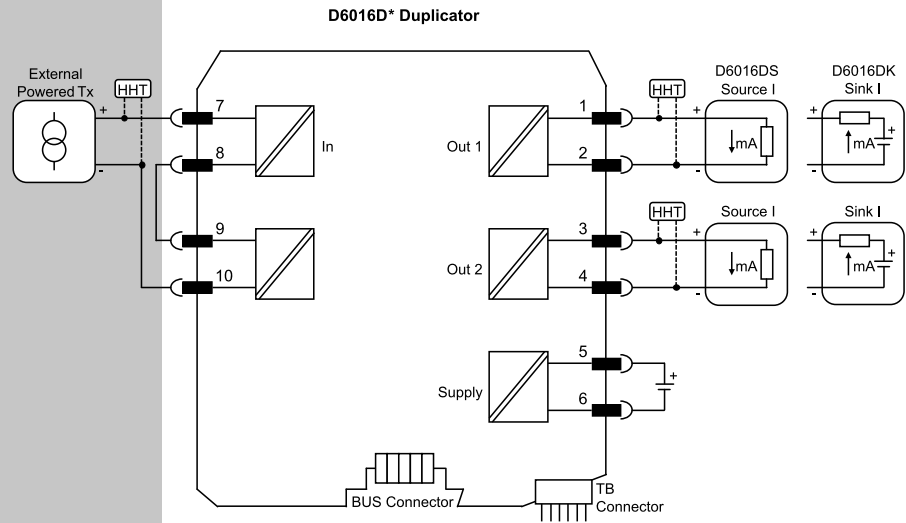 D6016D* Duplicator
External
Powered Tx
HHT
+
-
7
8
9
10
In
Out 1
Out 2
Supply
1
2
3
4
5
6
+
HHT
+
-
D6016DS
Source I
mA
D6016DK
Sink I
+
-
mA
+
HHT
+
-
Source I
mA
Sink I
+
-
mA
+
BUS Connector
TB
Connector